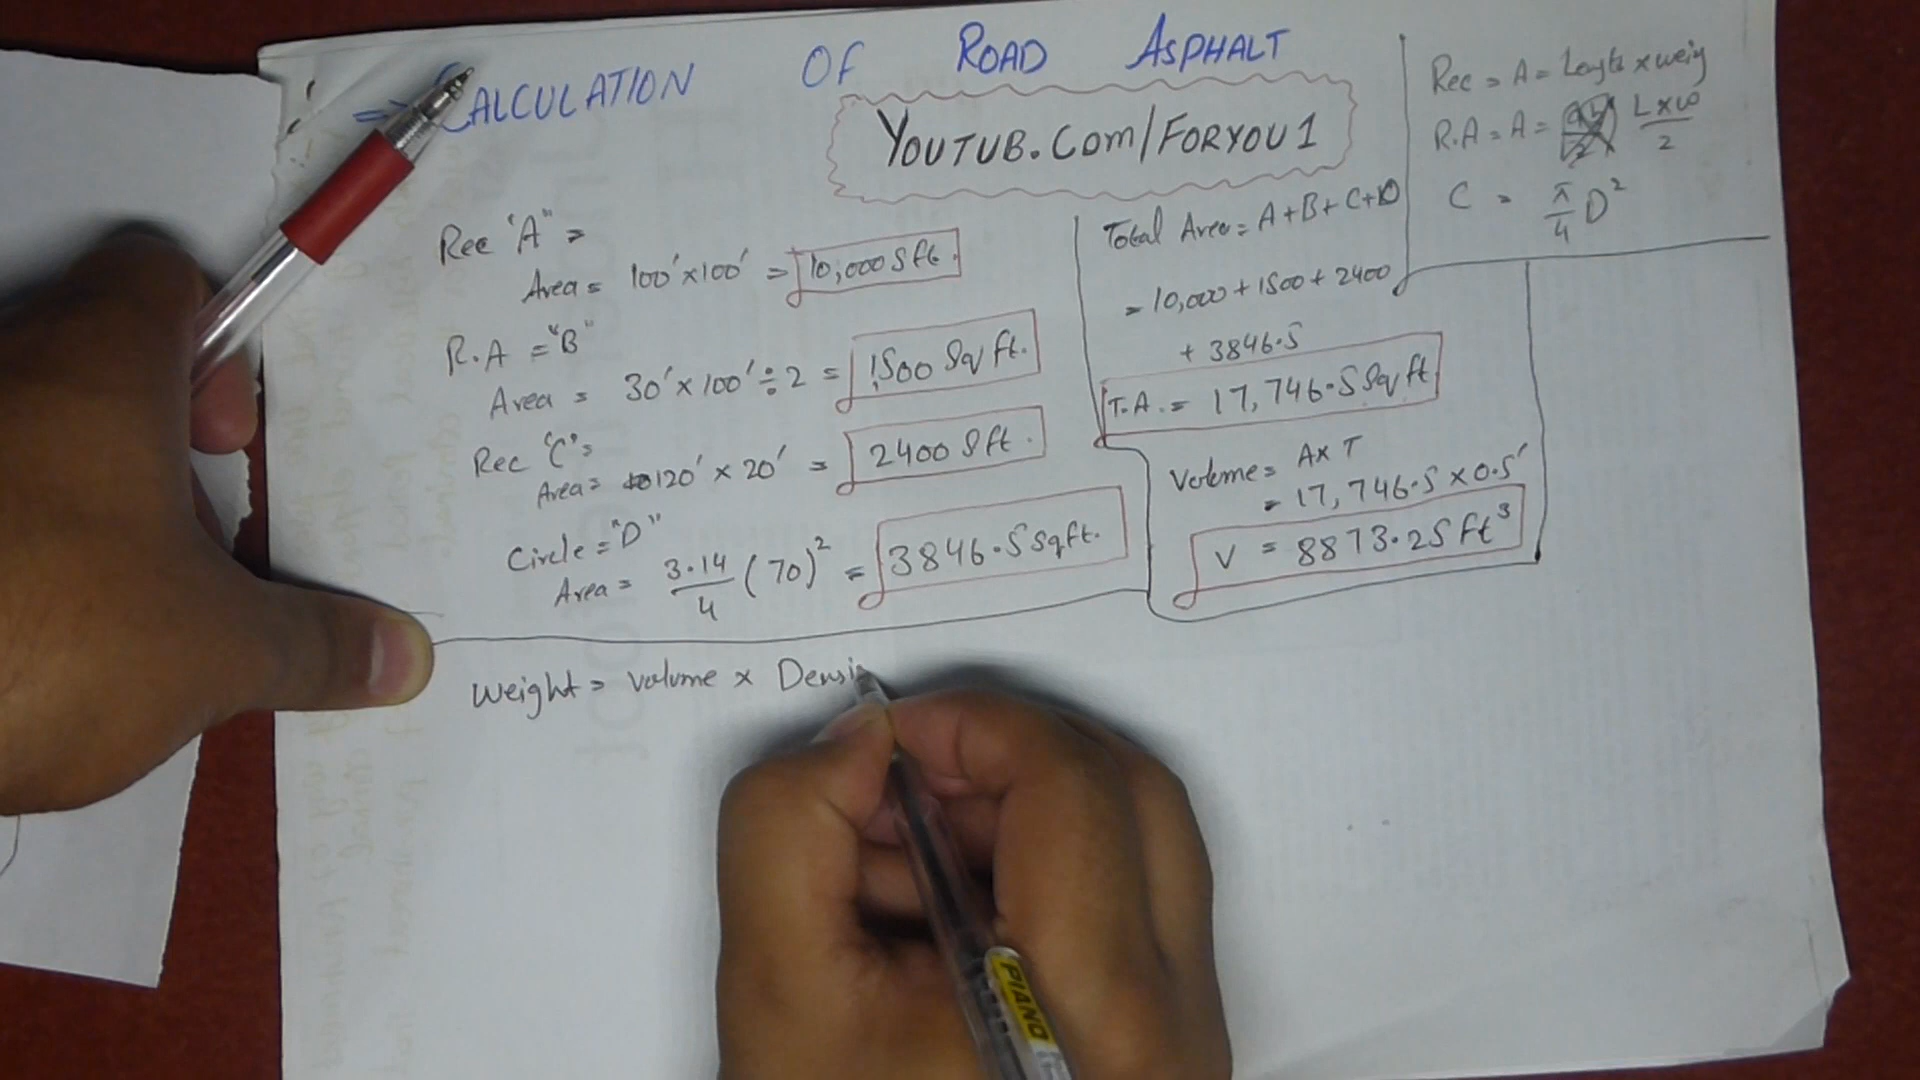 ⇒ CALCULATION OF ROAD ASPHALT
YOUTUB.COM/FORYOU1
Rec "A" =
Area = 100' × 100' = 10,000 Sft.
R.A = "B"
Area = 30' × 100' ÷ 2 = 1500 Sq ft.
Rec "C" =
Area = 120' × 20' = 2400 Sft.
Circle = "D"
Area = 3.14/4 (70)² = 3846.5 Sqft.
Total Area = A+B+C+D
= 10,000 + 1500 + 2400
+ 3846.5
T.A. = 17,746.5 Sq ft
Volume = A × T
= 17,746.5 × 0.5'
V = 8873.25 ft³
Rec = A = Length × weig
R.A = A = L×w/2
C = π/4 D²
Weight = volume × Densi
PIANO